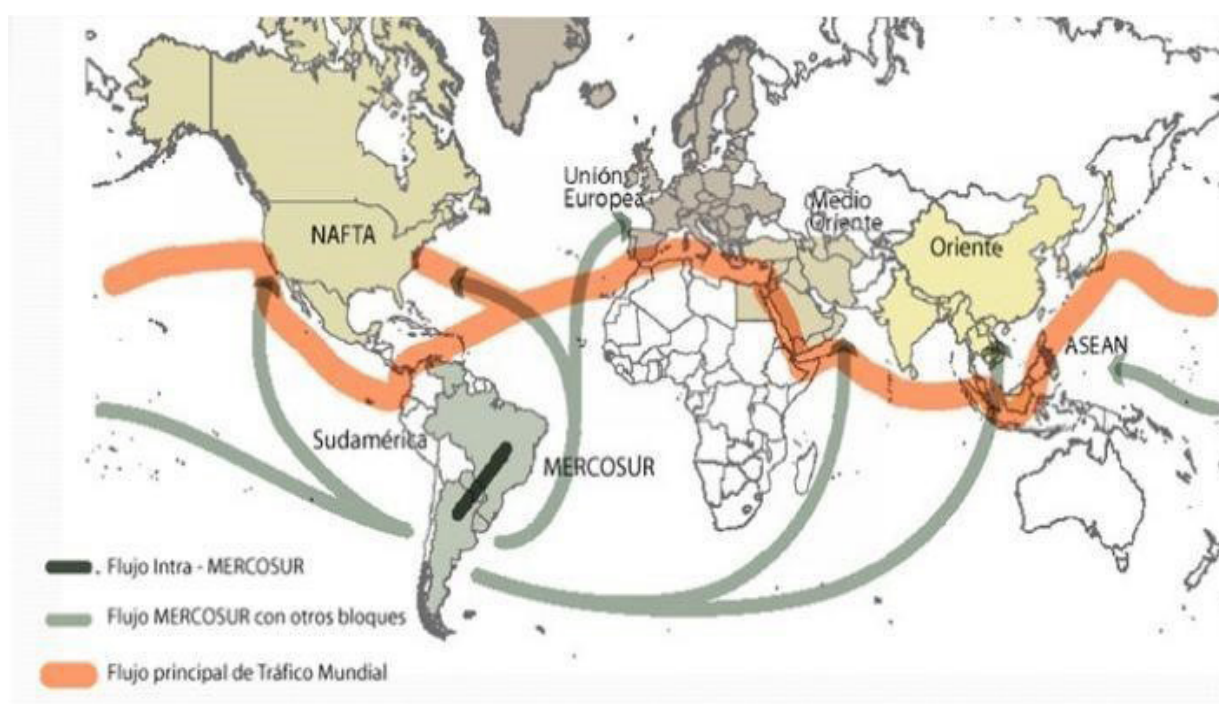 Unión
Europea
Medio
Oriente
NAFTA
Oriente
ASEAN
Sudamérica
MERCOSUR
. Flujo Intra - MERCOSUR
Flujo MERCOSUR con otros bloques
Flujo principal de Tráfico Mundial